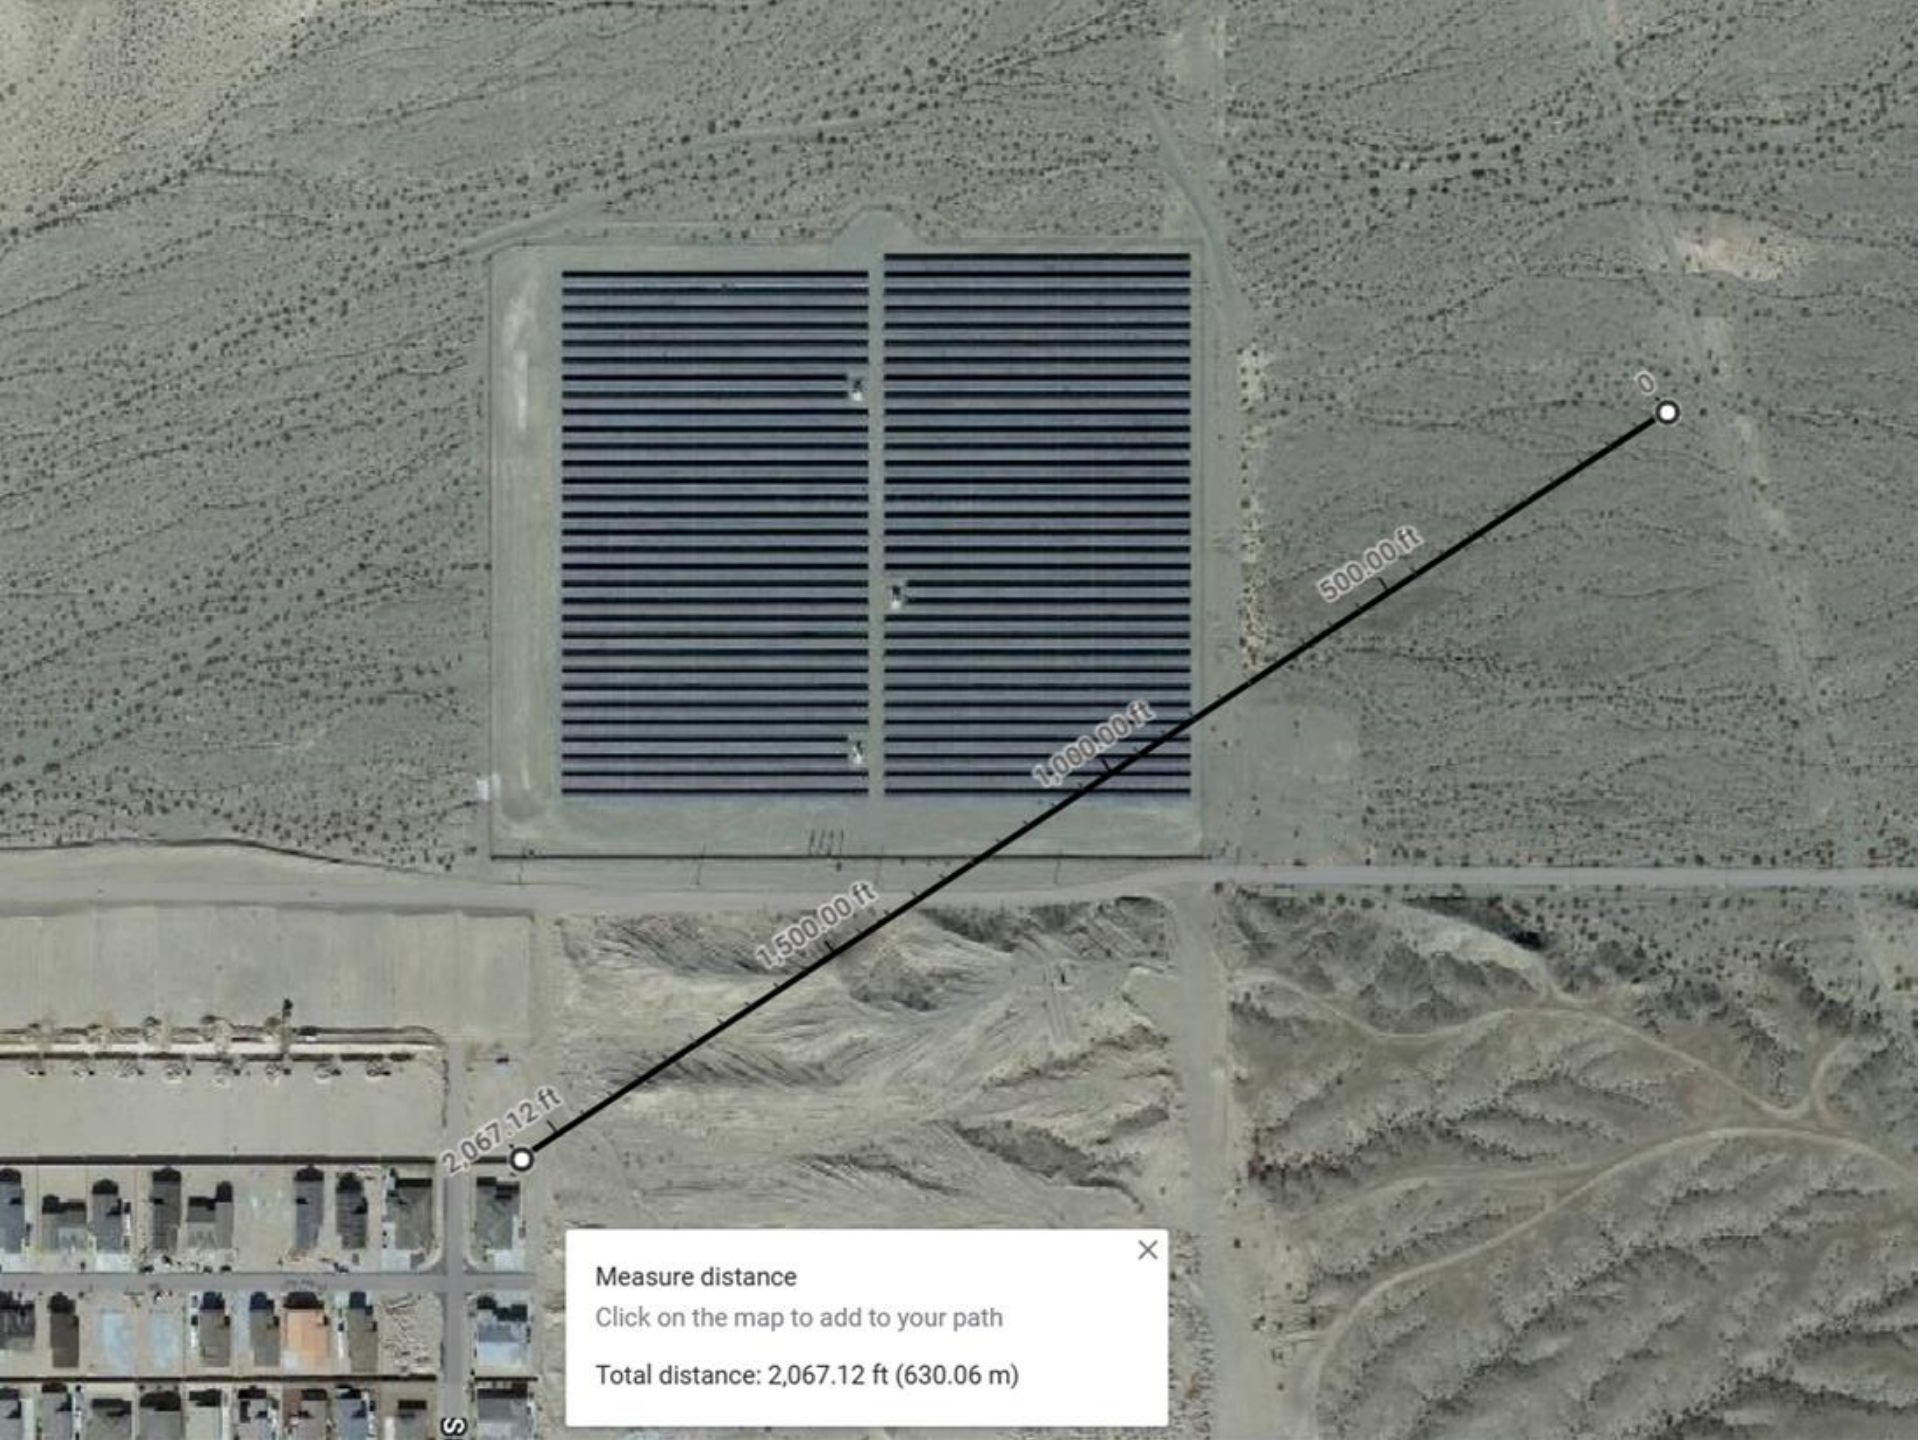 0
500.00 ft
1,000.00 ft
1,500.00 ft
2,067.12 ft
Measure distance
Click on the map to add to your path
Total distance: 2,067.12 ft (630.06 m)
S